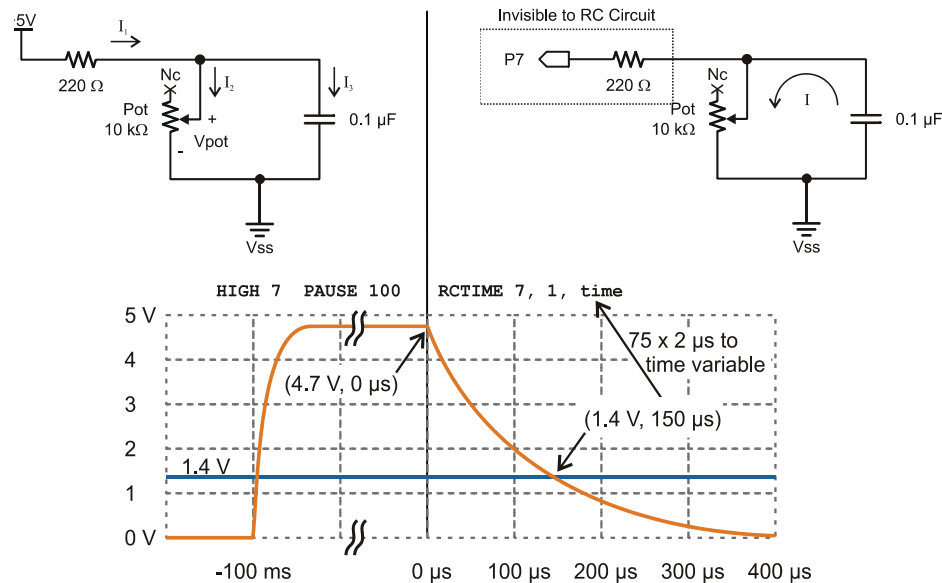 +5V
I1
220 Ω
Nc
Pot
10 kΩ
I2
+
Vpot
-
I3
0.1 µF
Vss
Invisible to RC Circuit
P7
220 Ω
Nc
Pot
10 kΩ
I
0.1 µF
Vss
HIGH 7 PAUSE 100 RCTIME 7, 1, time
5 V
4
3
2
1
0 V
1.4 V
(4.7 V, 0 µs)
75 x 2 µs to
time variable
(1.4 V, 150 µs)
-100 ms
0 µs
100 µs
200 µs
300 µs
400 µs